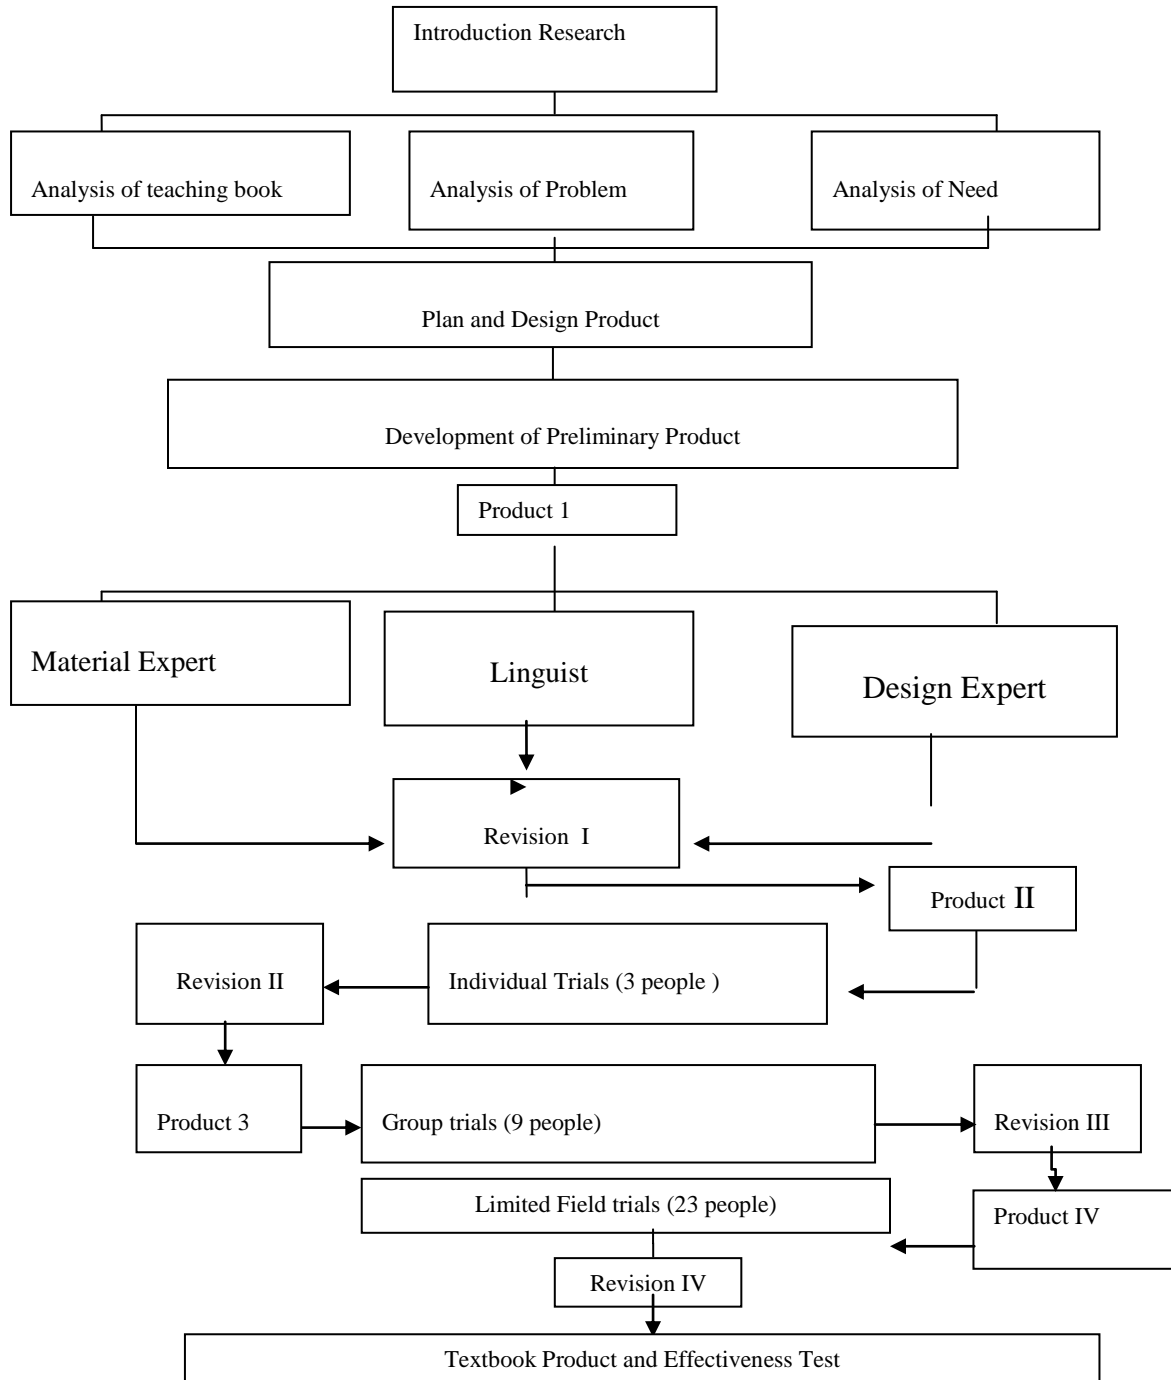 Introduction Research
Analysis of teaching book
Analysis of Problem
Analysis of Need
Plan and Design Product
Development of Preliminary Product
Product 1
Material Expert
Linguist
Design Expert
Revision I
Product II
Revision II
Individual Trials (3 people )
Product 3
Group trials (9 people)
Revision III
Limited Field trials (23 people)
Product IV
Revision IV
Textbook Product and Effectiveness Test